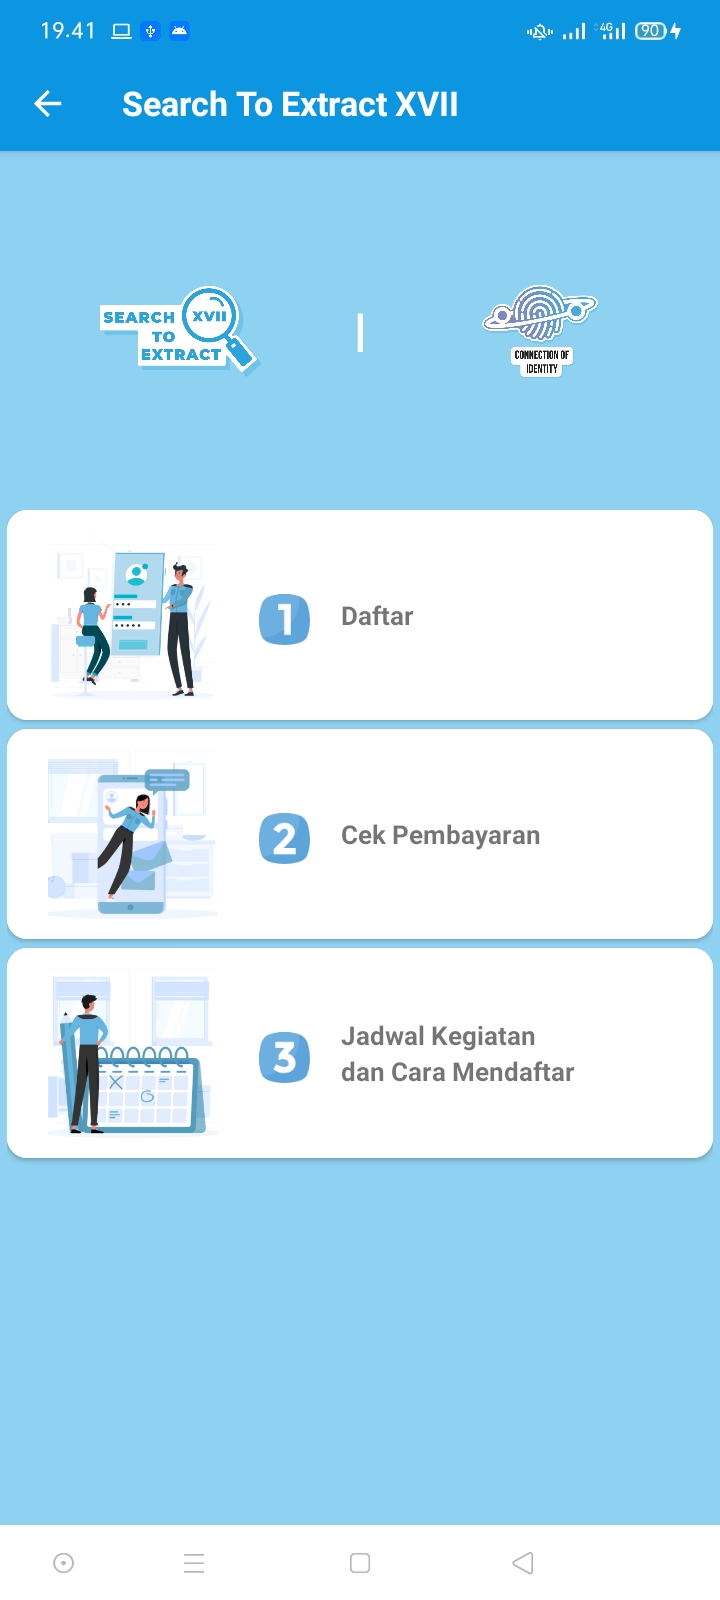 19.41
4G
90
Search To Extract XVII
SEARCH
XVII
TO
EXTRACT
CONNECTION OF
IDENTITY
1
Daftar
2
Cek Pembayaran
3
Jadwal Kegiatan
dan Cara Mendaftar